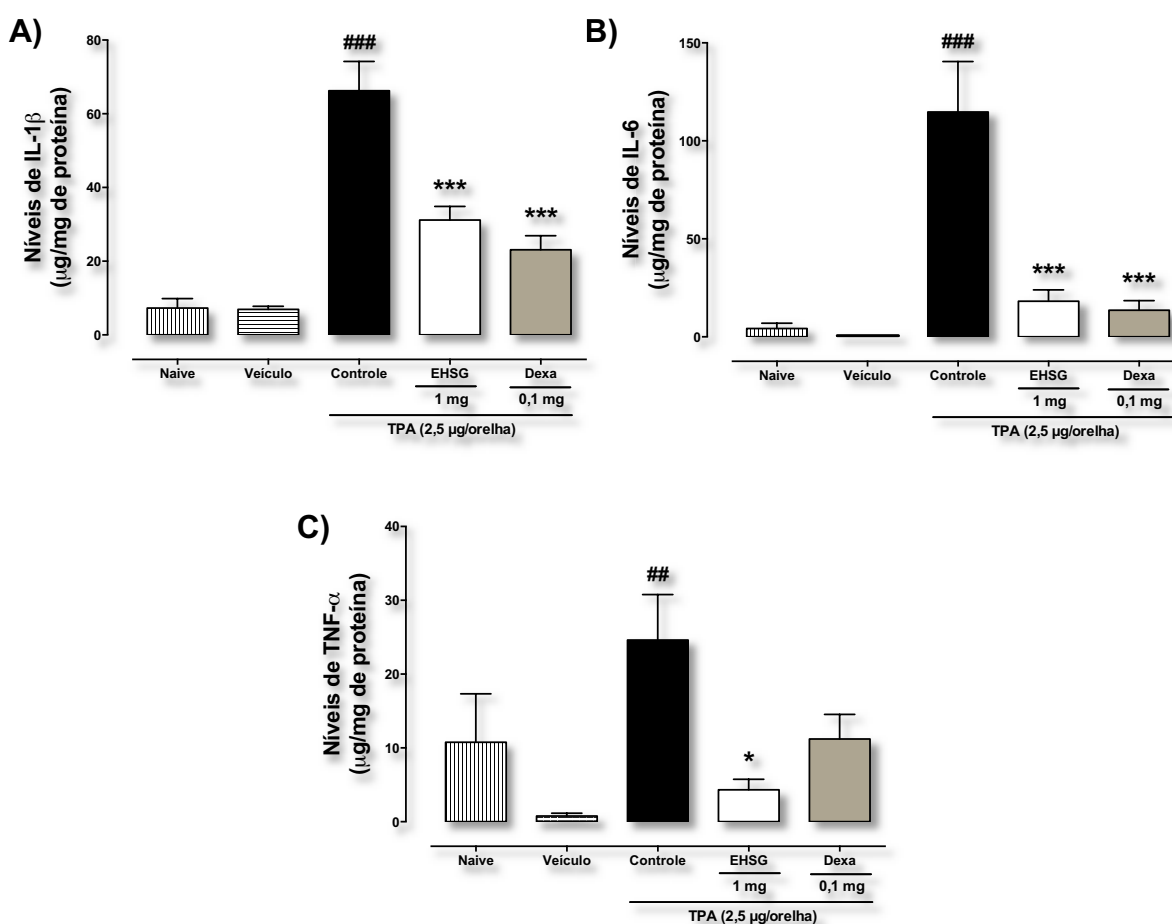 A)
Níveis de IL-1β
(µg/mg de proteína)
80
60
40
20
0
###
***
***
Naive Veículo Controle EHSG Dexa
1 mg 0,1 mg
TPA (2,5 µg/orelha)
B)
Níveis de IL-6
(µg/mg de proteína)
150
100
50
0
###
***
***
Naive Veículo Controle EHSG Dexa
1 mg 0,1 mg
TPA (2,5 µg/orelha)
C)
Níveis de TNF-α
(µg/mg de proteína)
40
30
20
10
0
##
*
Naive Veículo Controle EHSG Dexa
1 mg 0,1 mg
TPA (2,5 µg/orelha)